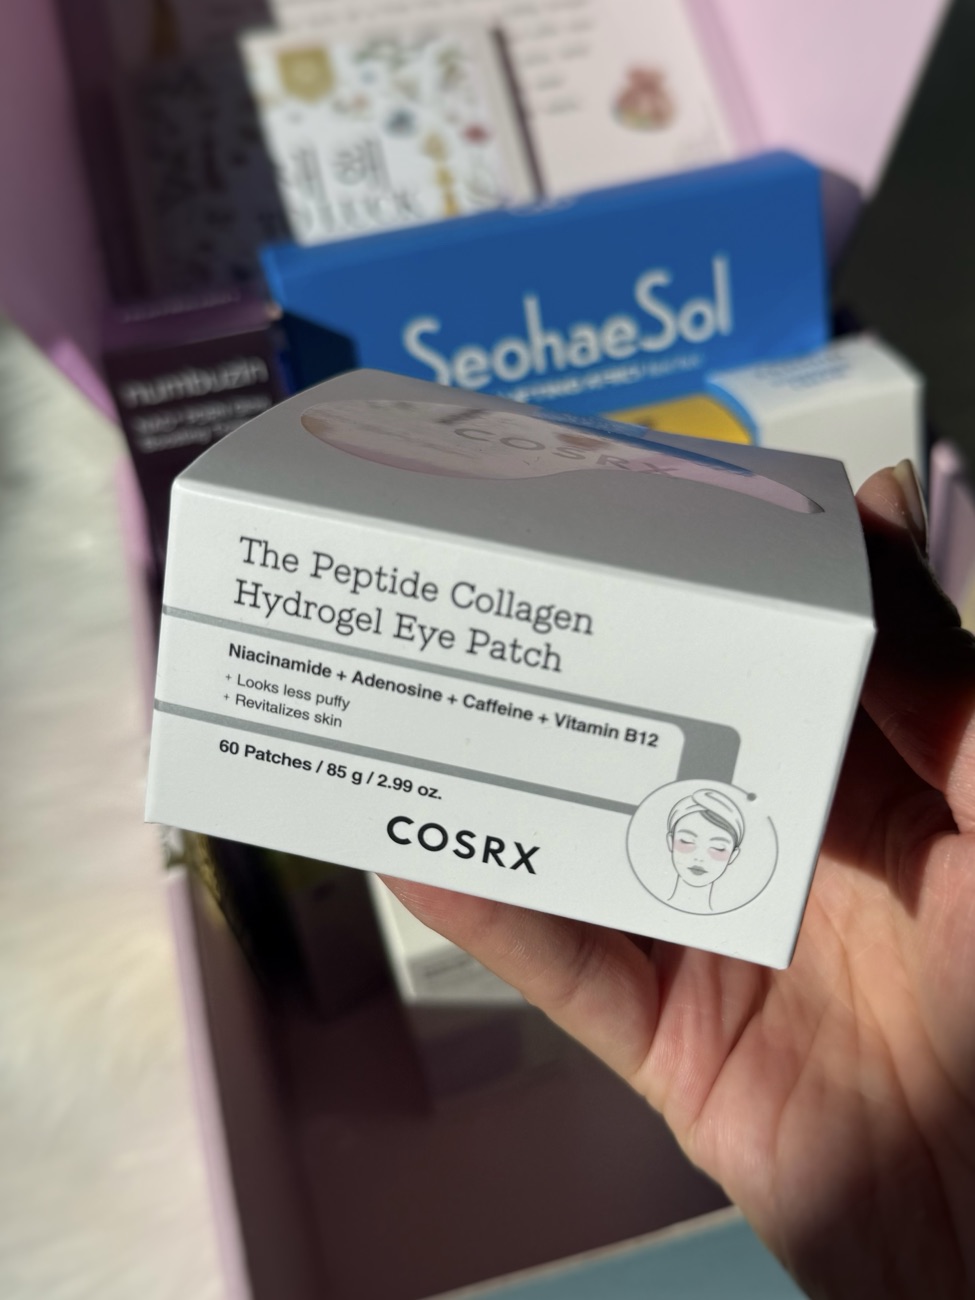 SeohaeSol
numbuzin
COSRX
The Peptide Collagen
Hydrogel Eye Patch
Niacinamide + Adenosine + Caffeine + Vitamin B12
+ Looks less puffy
+ Revitalizes skin
60 Patches / 85 g / 2.99 oz.
COSRX